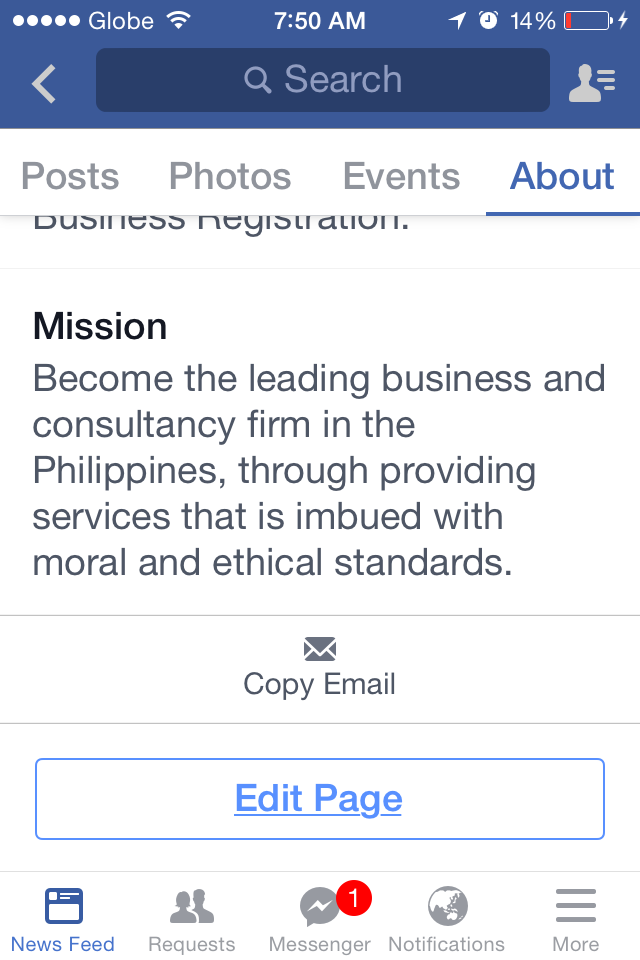 Globe 7:50 AM 14%
Search
Posts Photos Events About
Business Registration.
Mission
Become the leading business and
consultancy firm in the
Philippines, through providing
services that is imbued with
moral and ethical standards.
Copy Email
Edit Page
1
News Feed Requests Messenger Notifications More